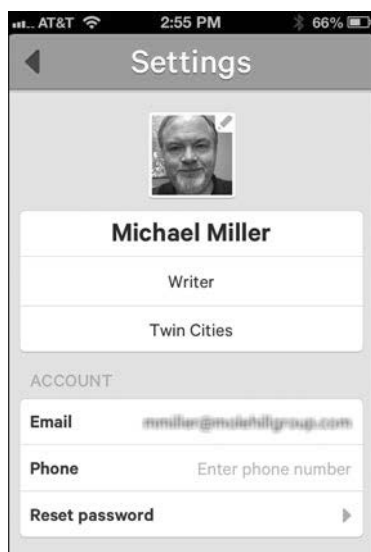 AT&T 2:55 PM 66%
Settings
Michael Miller
Writer
Twin Cities
ACCOUNT
Email
Phone Enter phone number
Reset password